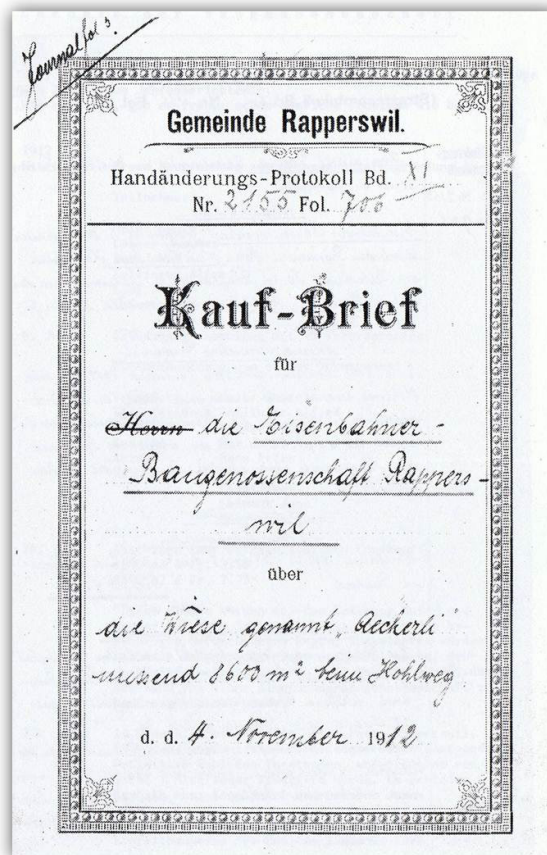 Journal fol 3.
Gemeinde Rapperswil.
Handänderungs-Protokoll Bd. XI
Nr. 2155 Fol. 706
Kauf-Brief
für
Herrn die Eisenbahner-
Baugenossenschaft Rappers-
wil
über
die Wiese genannt „Aecherli"
messend 8600 m² beim Hohlweg
d. d. 4. November 1912